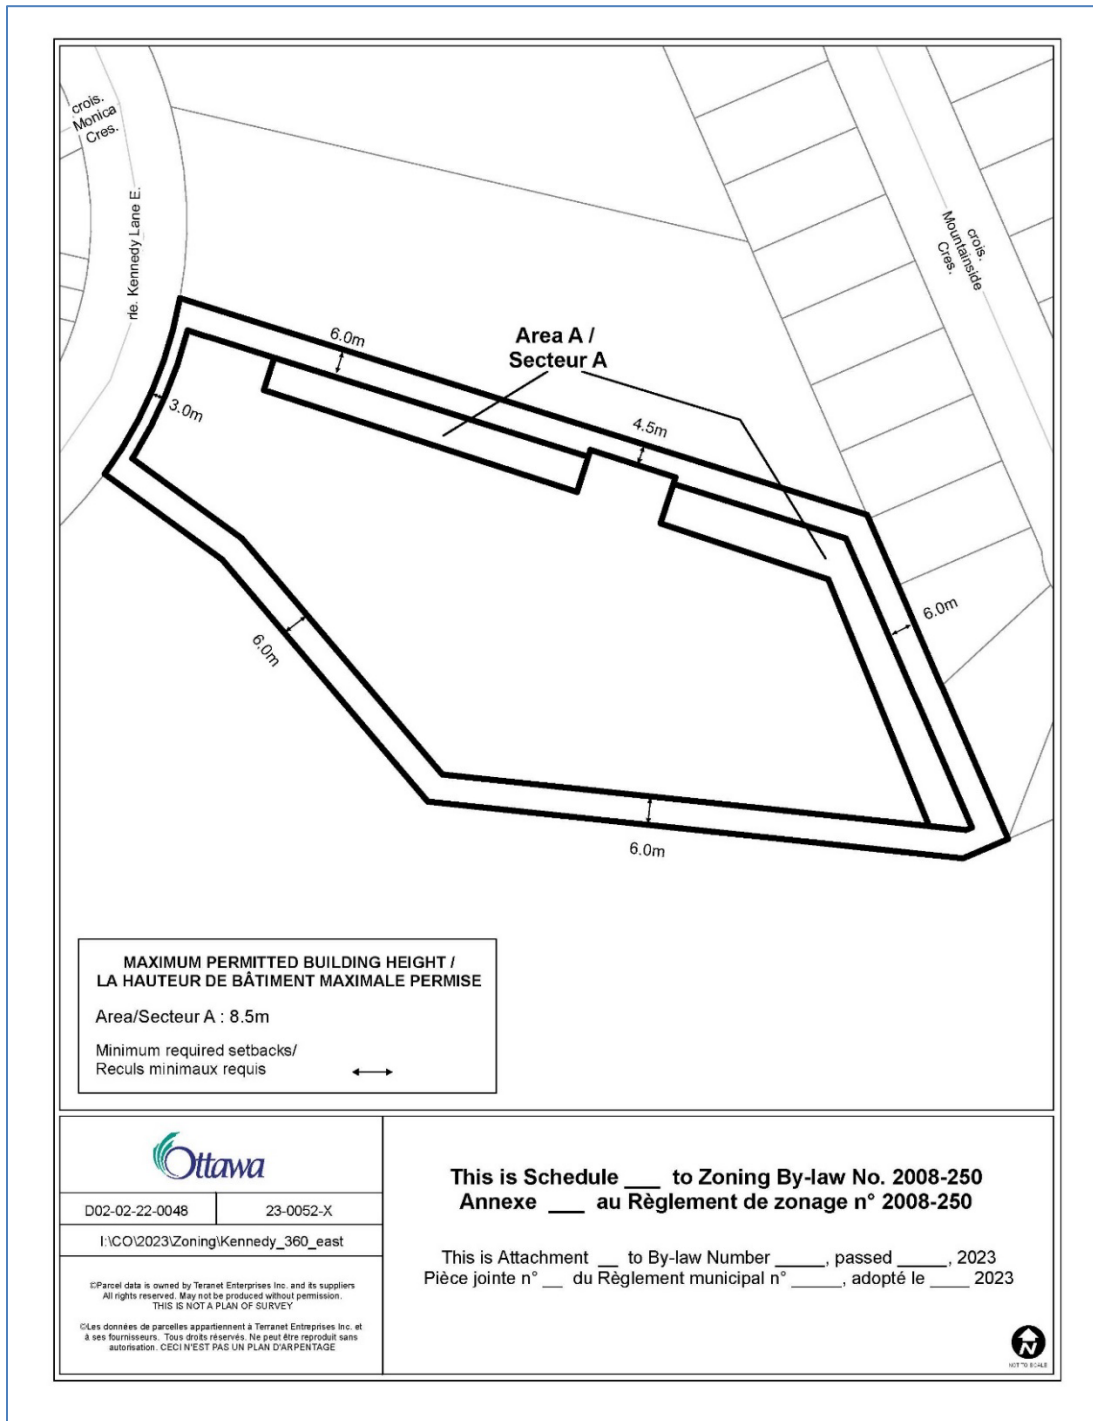 crois.
Monica
Cres.
rle. Kennedy Lane E.
crois.
Mountainside
Cres.
6.0m
Area A /
Secteur A
3.0m
4.5m
6.0m
6.0m
6.0m
MAXIMUM PERMITTED BUILDING HEIGHT /
LA HAUTEUR DE BÂTIMENT MAXIMALE PERMISE
Area/Secteur A : 8.5m
Minimum required setbacks/
Reculs minimaux requis
Ottawa
D02-02-22-0048 23-0052-X
I:\CO\2023\Zoning\Kennedy_360_east
©Parcel data is owned by Teranet Enterprises Inc. and its suppliers
All rights reserved. May not be produced without permission.
THIS IS NOT A PLAN OF SURVEY
©Les données de parcelles appartiennent à Terranet Entreprises Inc. et
à ses fournisseurs. Tous droits réservés. Ne peut être reproduit sans
autorisation. CECI N'EST PAS UN PLAN D'ARPENTAGE
This is Schedule ___ to Zoning By-law No. 2008-250
Annexe ___ au Règlement de zonage n° 2008-250
This is Attachment __ to By-law Number _____, passed _____, 2023
Pièce jointe n° __ du Règlement municipal n° _____, adopté le ____ 2023
N
NOT TO SCALE